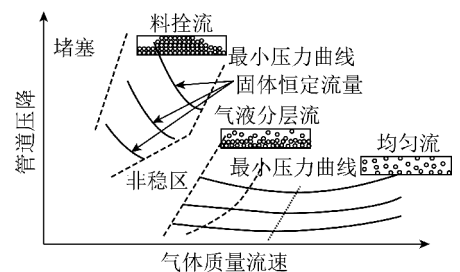 料拴流
堵塞
最小压力曲线
固体恒定流量
气液分层流
最小压力曲线
均匀流
非稳区
管道压降
气体质量流速